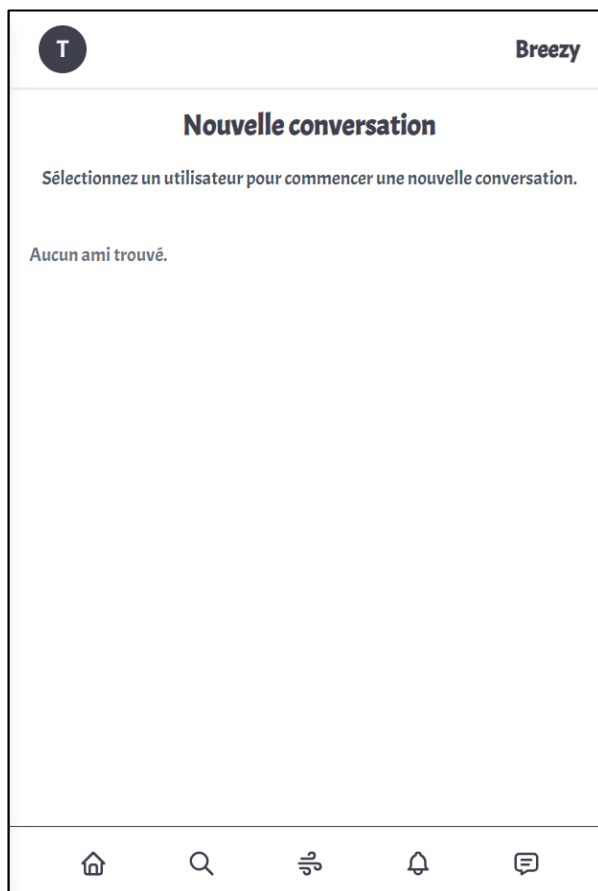 T
Breezy
Nouvelle conversation
Sélectionnez un utilisateur pour commencer une nouvelle conversation.
Aucun ami trouvé.